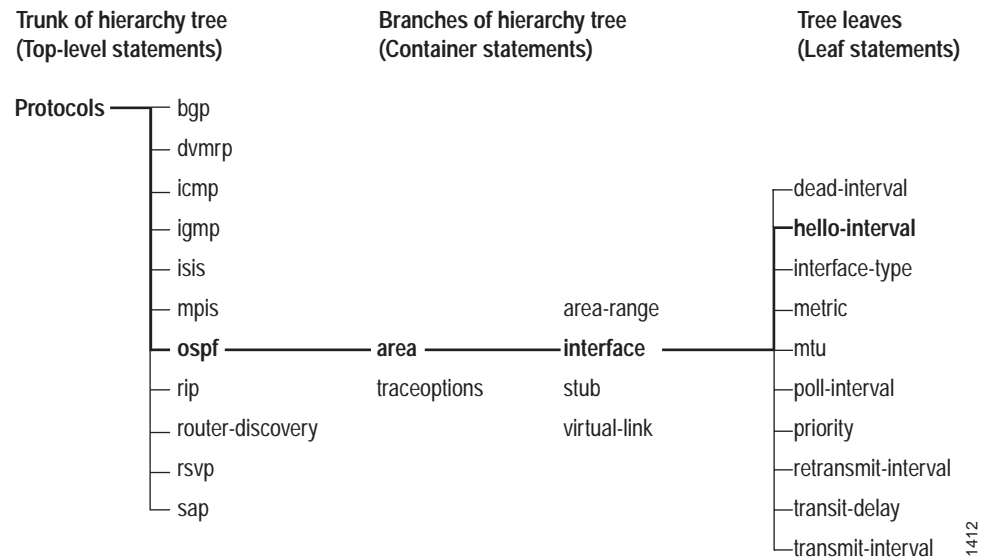 Trunk of hierarchy tree
(Top-level statements)
Branches of hierarchy tree
(Container statements)
Tree leaves
(Leaf statements)
Protocols
bgp
dvmrp
icmp
igmp
isis
mpis
ospf
rip
router-discovery
rsvp
sap
area
traceoptions
area-range
interface
stub
virtual-link
dead-interval
hello-interval
interface-type
metric
mtu
poll-interval
priority
retransmit-interval
transit-delay
transmit-interval
1412